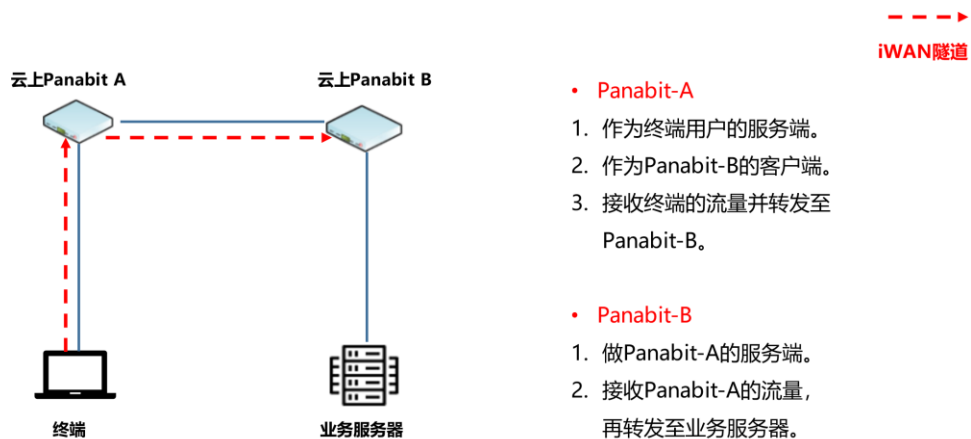 iWAN隧道
云上Panabit A
云上Panabit B
终端
业务服务器
• Panabit-A
1. 作为终端用户的服务端。
2. 作为Panabit-B的客户端。
3. 接收终端的流量并转发至
Panabit-B。
• Panabit-B
1. 做Panabit-A的服务端。
2. 接收Panabit-A的流量，
再转发至业务服务器。